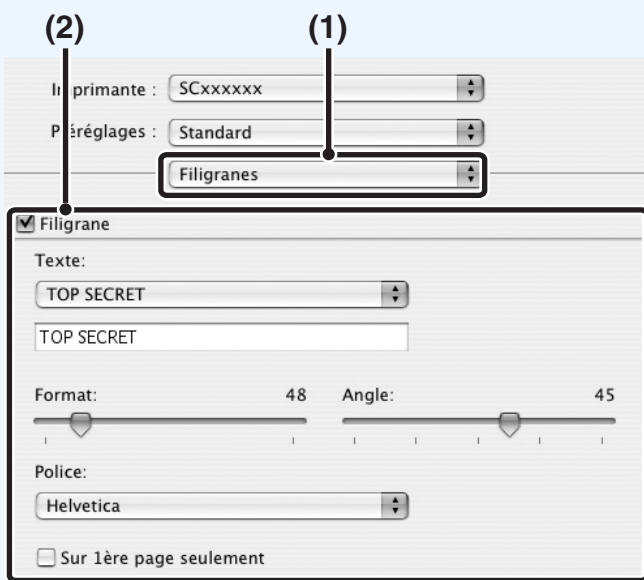 (2) (1)
Imprimante : SCxxxxxx
Préréglages : Standard
Filigranes
Filigrane
Texte:
TOP SECRET
TOP SECRET
Format: 48 Angle: 45
Police:
Helvetica
Sur 1ère page seulement